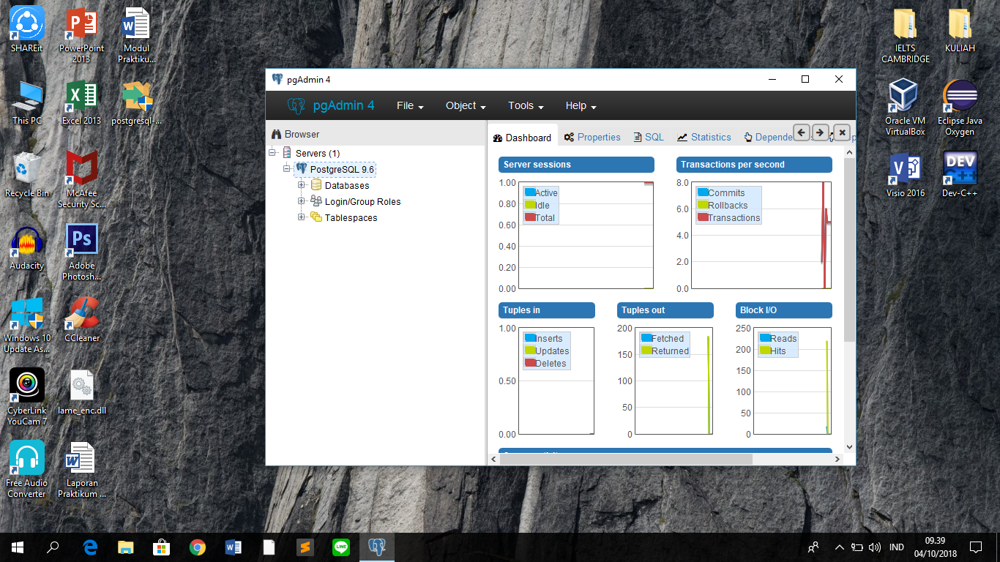 SHAREit
PowerPoint
2013
Modul
Praktiku...
This PC
Excel 2013
postgresql-...
Recycle Bin
McAfee
Security Sc...
Audacity
Ps
Adobe
Photosh...
Windows 10
Update As...
CCleaner
CyberLink
YouCam 7
lame_enc.dll
Free Audio
Converter
Laporan
Praktikum ...
IELTS
CAMBRIDGE
KULIAH
Oracle VM
VirtualBox
Eclipse Java
Oxygen
Visio 2016
DEV
C++
Dev-C++
pgAdmin 4
pgAdmin 4
File
Object
Tools
Help
Browser
Servers (1)
PostgreSQL 9.6
Databases
Login/Group Roles
Tablespaces
Dashboard
Properties
SQL
Statistics
Server sessions
1.00
0.80
0.60
0.40
0.20
0.00
Active
Idle
Total
Transactions per second
8.0
6.0
4.0
2.0
0.0
Commits
Rollbacks
Transactions
Tuples in
1.00
0.50
0.00
Inserts
Updates
Deletes
Tuples out
200
150
100
50
0
Fetched
Returned
Block I/O
250
200
150
100
50
0
Reads
Hits
LINE
IND
09.39
04/10/2018